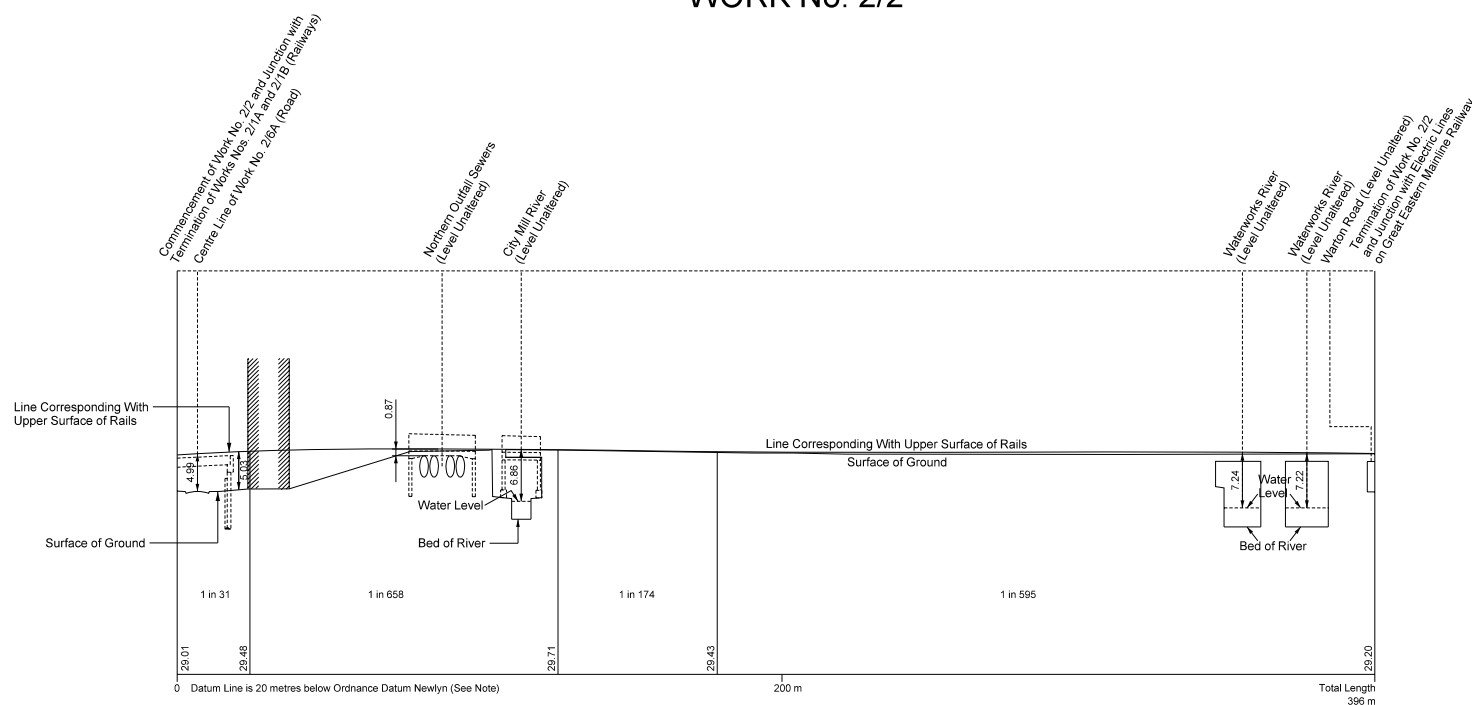 WORK No. 2/2
Commencement of Work No. 2/2 and Junction with
Termination of Works Nos. 2/1A and 2/1B (Railways)
Centre Line of Work No. 2/6A (Road)
Northern Outfall Sewers
(Level Unaltered)
City Mill River
(Level Unaltered)
Waterworks River
(Level Unaltered)
Waterworks River
(Level Unaltered)
Warton Road (Level Unaltered)
Termination of Work No. 2/2
and Junction with Electric Lines
on Great Eastern Mainline Railway
Line Corresponding With
Upper Surface of Rails
0.87
Line Corresponding With Upper Surface of Rails
Surface of Ground
4.99
5.03
6.86
7.24
7.22
Water
Level
Water Level
Surface of Ground
Bed of River
Bed of River
1 in 31
1 in 658
1 in 174
1 in 595
29.01
29.48
29.71
29.43
29.20
0
Datum Line is 20 metres below Ordnance Datum Newlyn (See Note)
200 m
Total Length
396 m